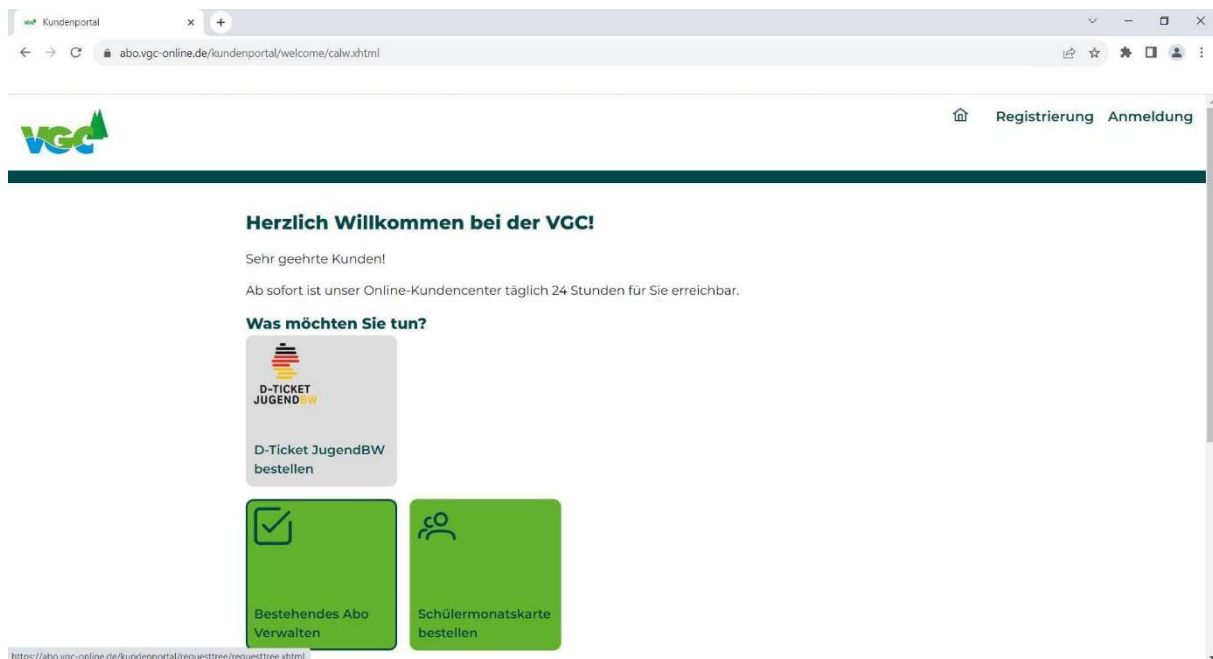 Kundenportal
abo.vgc-online.de/kundenportal/welcome/calw.xhtml
VGC
Registrierung Anmeldung
Herzlich Willkommen bei der VGC!
Sehr geehrte Kunden!
Ab sofort ist unser Online-Kundencenter täglich 24 Stunden für Sie erreichbar.
Was möchten Sie tun?
D-TICKET
JUGENDBW
D-Ticket JugendBW
bestellen
Bestehendes Abo
Verwalten
Schülermonatskarte
bestellen
https://abo.vgc-online.de/kundenportal/requesttree/requesttree.xhtml